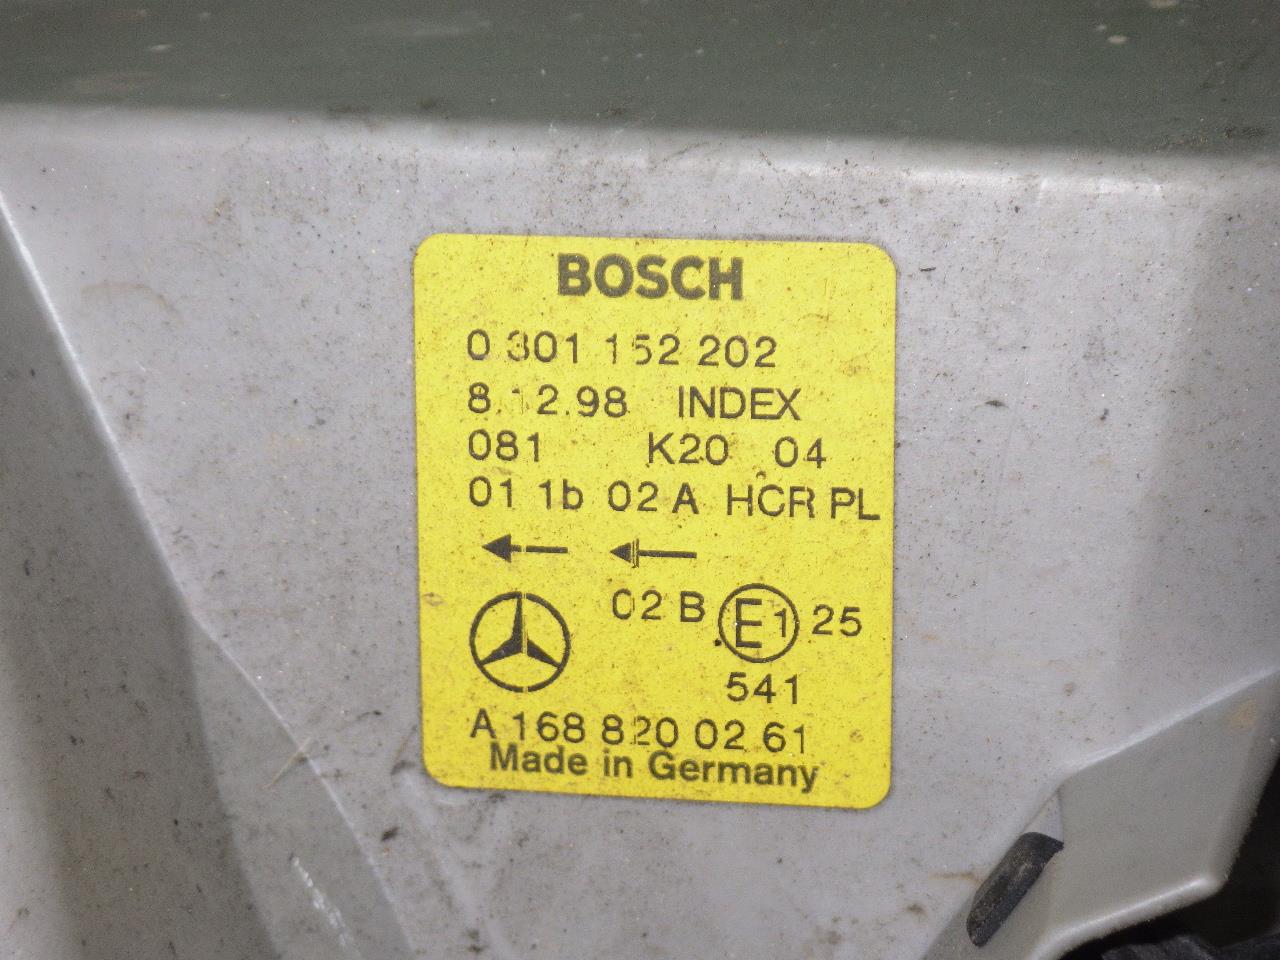 BOSCH
0 301 152 202
8.12.98 INDEX
081 K20 04
01 1b 02 A HCR PL
02 B E1 25
541
A 168 820 02 61
Made in Germany